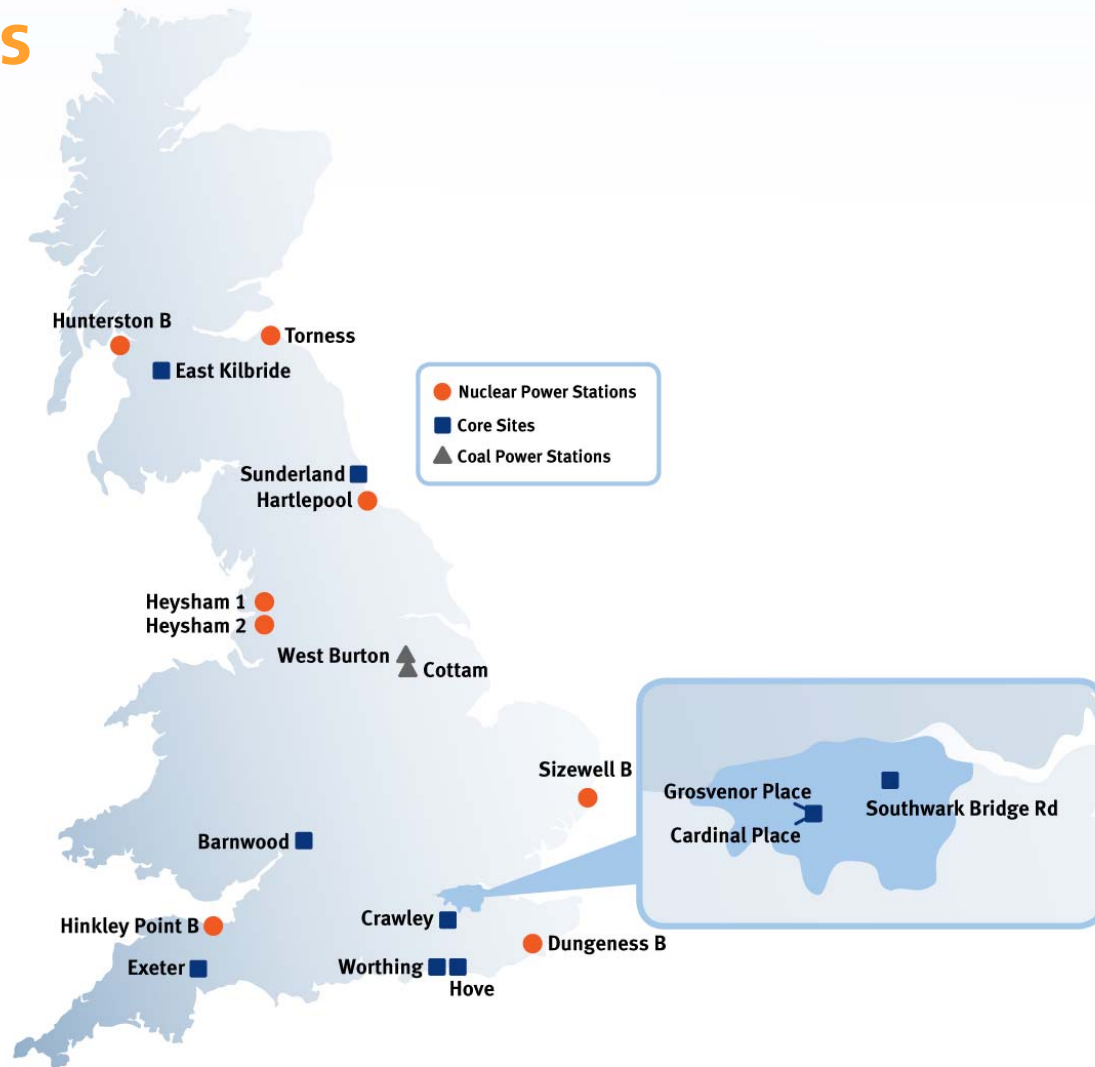 s
Hunterston B
Torness
East Kilbride
Nuclear Power Stations
Core Sites
Coal Power Stations
Sunderland
Hartlepool
Heysham 1
Heysham 2
West Burton
Cottam
Sizewell B
Grosvenor Place
Southwark Bridge Rd
Cardinal Place
Barnwood
Crawley
Hinkley Point B
Dungeness B
Exeter
Worthing
Hove